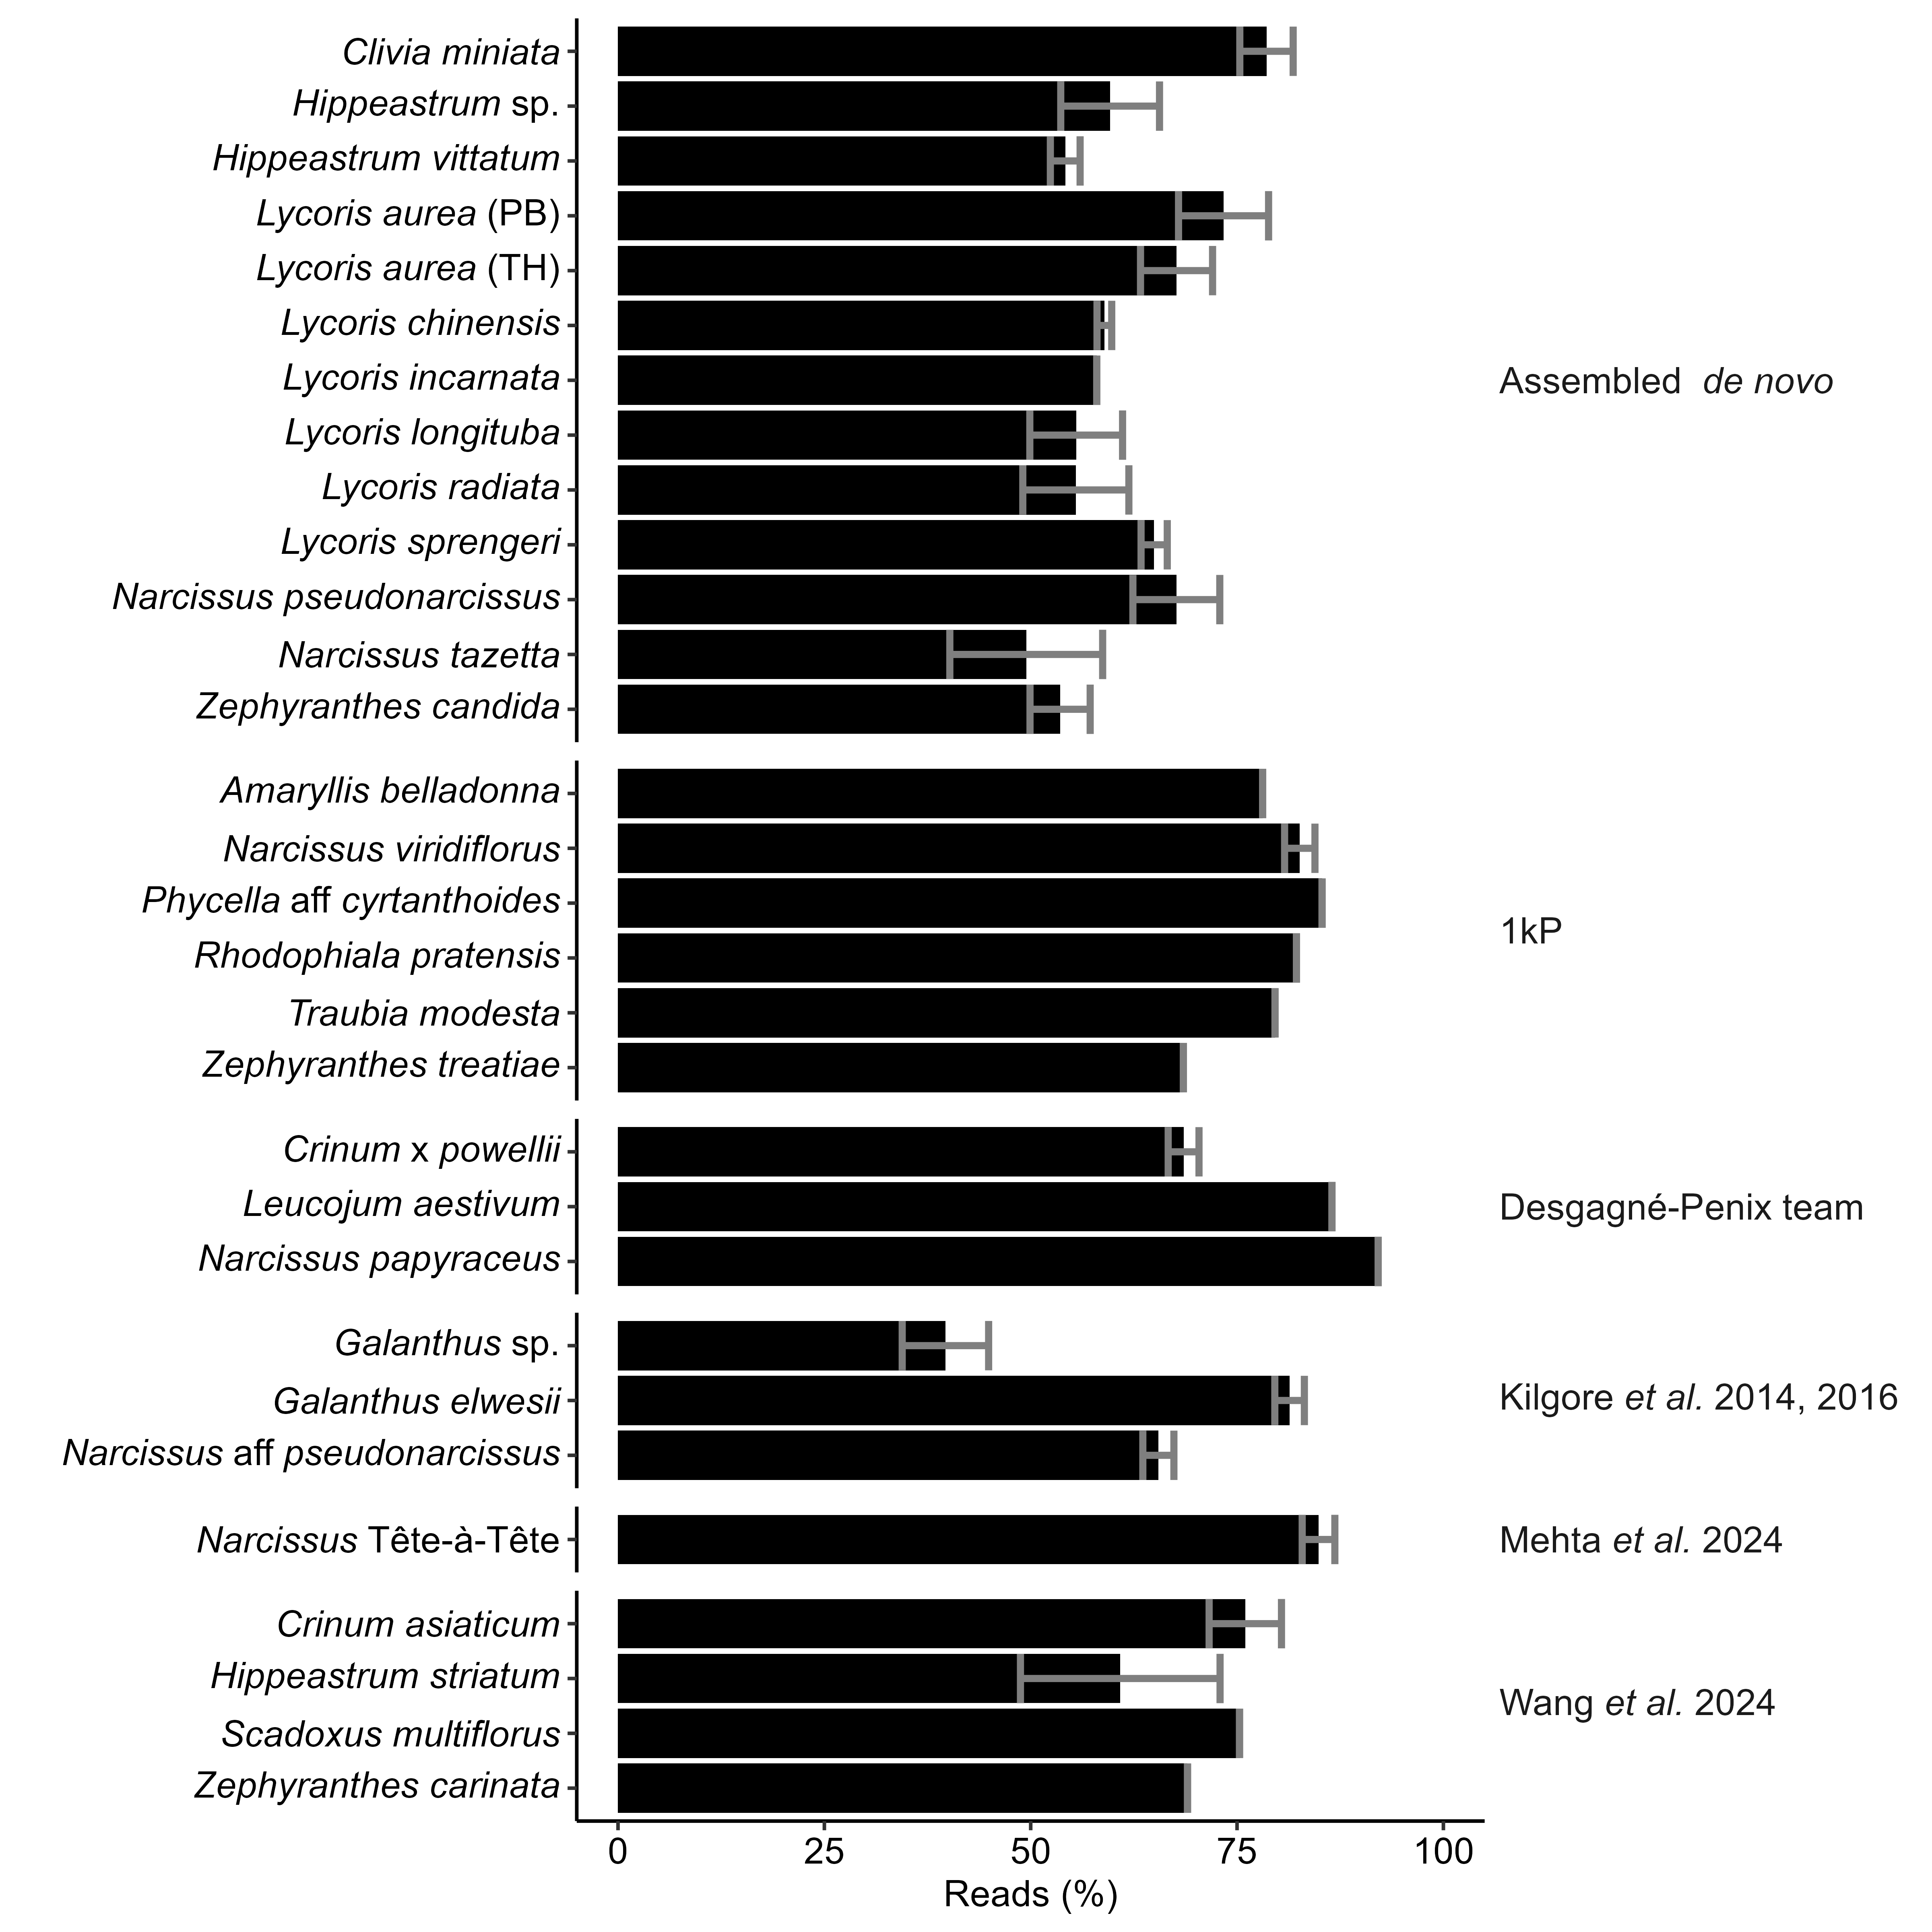 Clivia miniata
Hippeastrum sp.
Hippeastrum vittatum
Lycoris aurea (PB)
Lycoris aurea (TH)
Lycoris chinensis
Lycoris incarnata
Lycoris longituba
Lycoris radiata
Lycoris sprengeri
Narcissus pseudonarcissus
Narcissus tazetta
Zephyranthes candida
Assembled de novo
Amaryllis belladonna
Narcissus viridiflorus
Phycella aff cyrtanthoides
Rhodophiala pratensis
Traubia modesta
Zephyranthes treatiae
1kP
Crinum x powellii
Leucojum aestivum
Narcissus papyraceus
Desgagné-Penix team
Galanthus sp.
Galanthus elwesii
Narcissus aff pseudonarcissus
Kilgore et al. 2014, 2016
Narcissus Tête-à-Tête
Mehta et al. 2024
Crinum asiaticum
Hippeastrum striatum
Scadoxus multiflorus
Zephyranthes carinata
Wang et al. 2024
0 25 50 75 100
Reads (%)